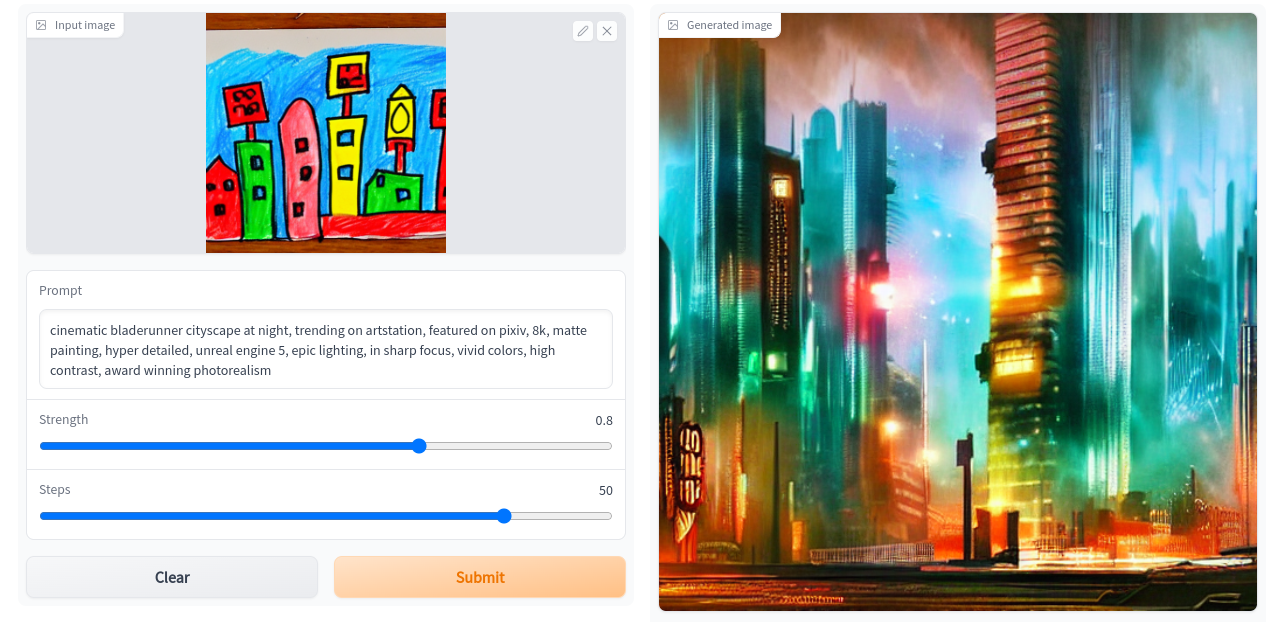 Input image
Prompt
cinematic bladerunner cityscape at night, trending on artstation, featured on pixiv, 8k, matte
painting, hyper detailed, unreal engine 5, epic lighting, in sharp focus, vivid colors, high
contrast, award winning photorealism
Strength
0.8
Steps
50
Clear
Submit
Generated image